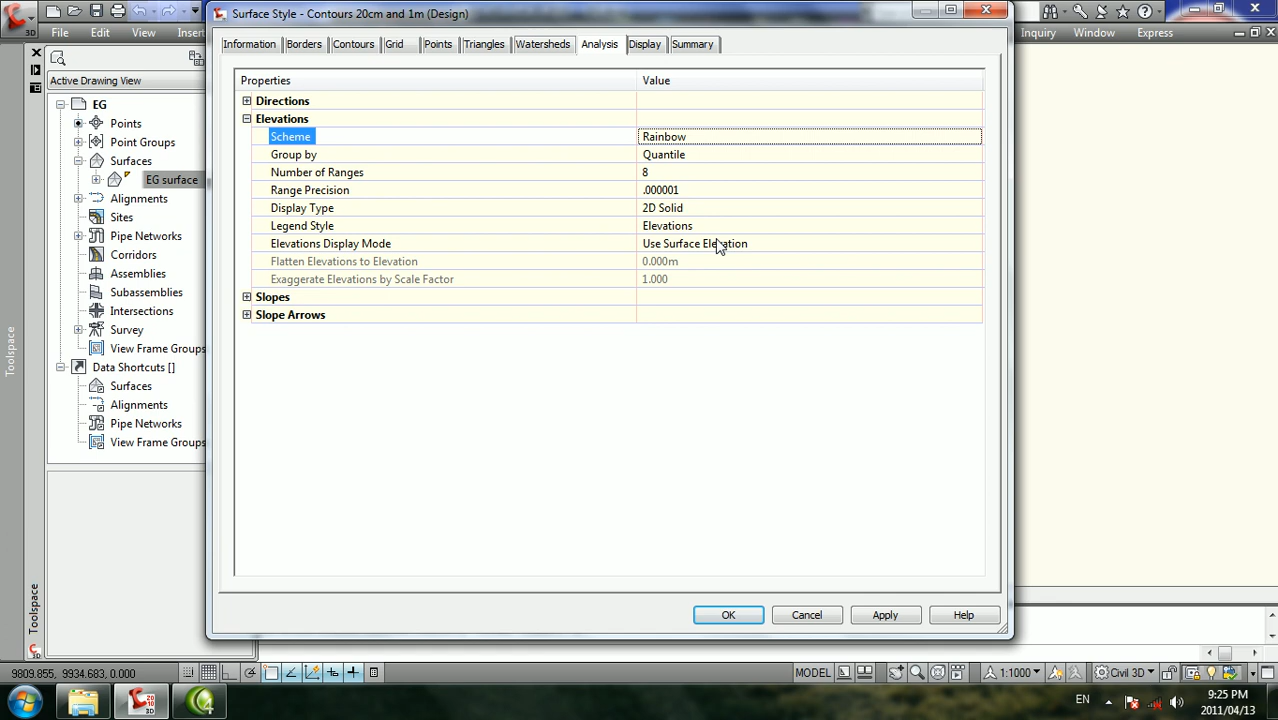 Surface Style - Contours 20cm and 1m (Design)
3D
File Edit View Insert
Inquiry Window Express
Information Borders Contours Grid Points Triangles Watersheds Analysis Display Summary
Active Drawing View
Properties Value
EG
Directions
Points
Elevations
Point Groups
Scheme Rainbow
Surfaces
Group by Quantile
EG surface
Number of Ranges 8
Alignments
Range Precision .000001
Sites
Display Type 2D Solid
Pipe Networks
Legend Style Elevations
Corridors
Elevations Display Mode Use Surface Elevation
Assemblies
Flatten Elevations to Elevation 0.000m
Subassemblies
Exaggerate Elevations by Scale Factor 1.000
Intersections
Slopes
Survey
Slope Arrows
View Frame Groups
Data Shortcuts []
Surfaces
Alignments
Pipe Networks
View Frame Groups
Toolspace
Toolspace
OK Cancel Apply Help
9809.855, 9934.683, 0.000
MODEL 1:1000 Civil 3D
EN
9:25 PM
2011/04/13